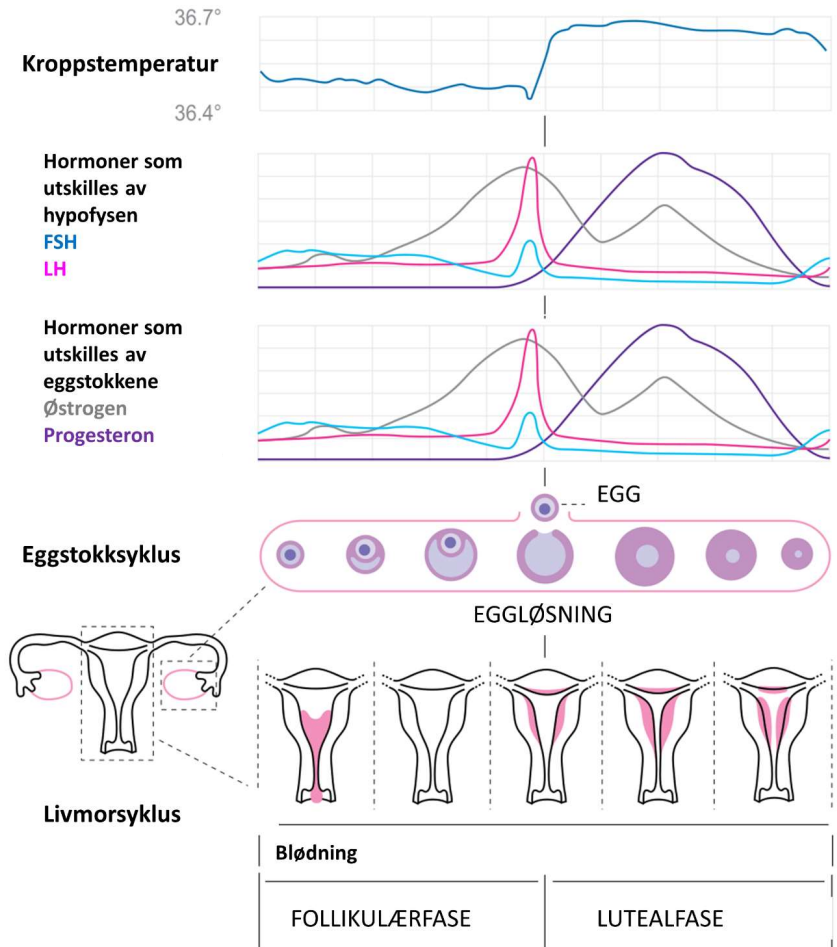 36.7°
Kroppstemperatur
36.4°
Hormoner som
utskilles av
hypofysen
FSH
LH
Hormoner som
utskilles av
eggstokkene
Østrogen
Progesteron
EGG
Eggstokksyklus
EGGLØSNING
Livmorsyklus
Blødning
FOLLIKULÆRFASE
LUTEALFASE